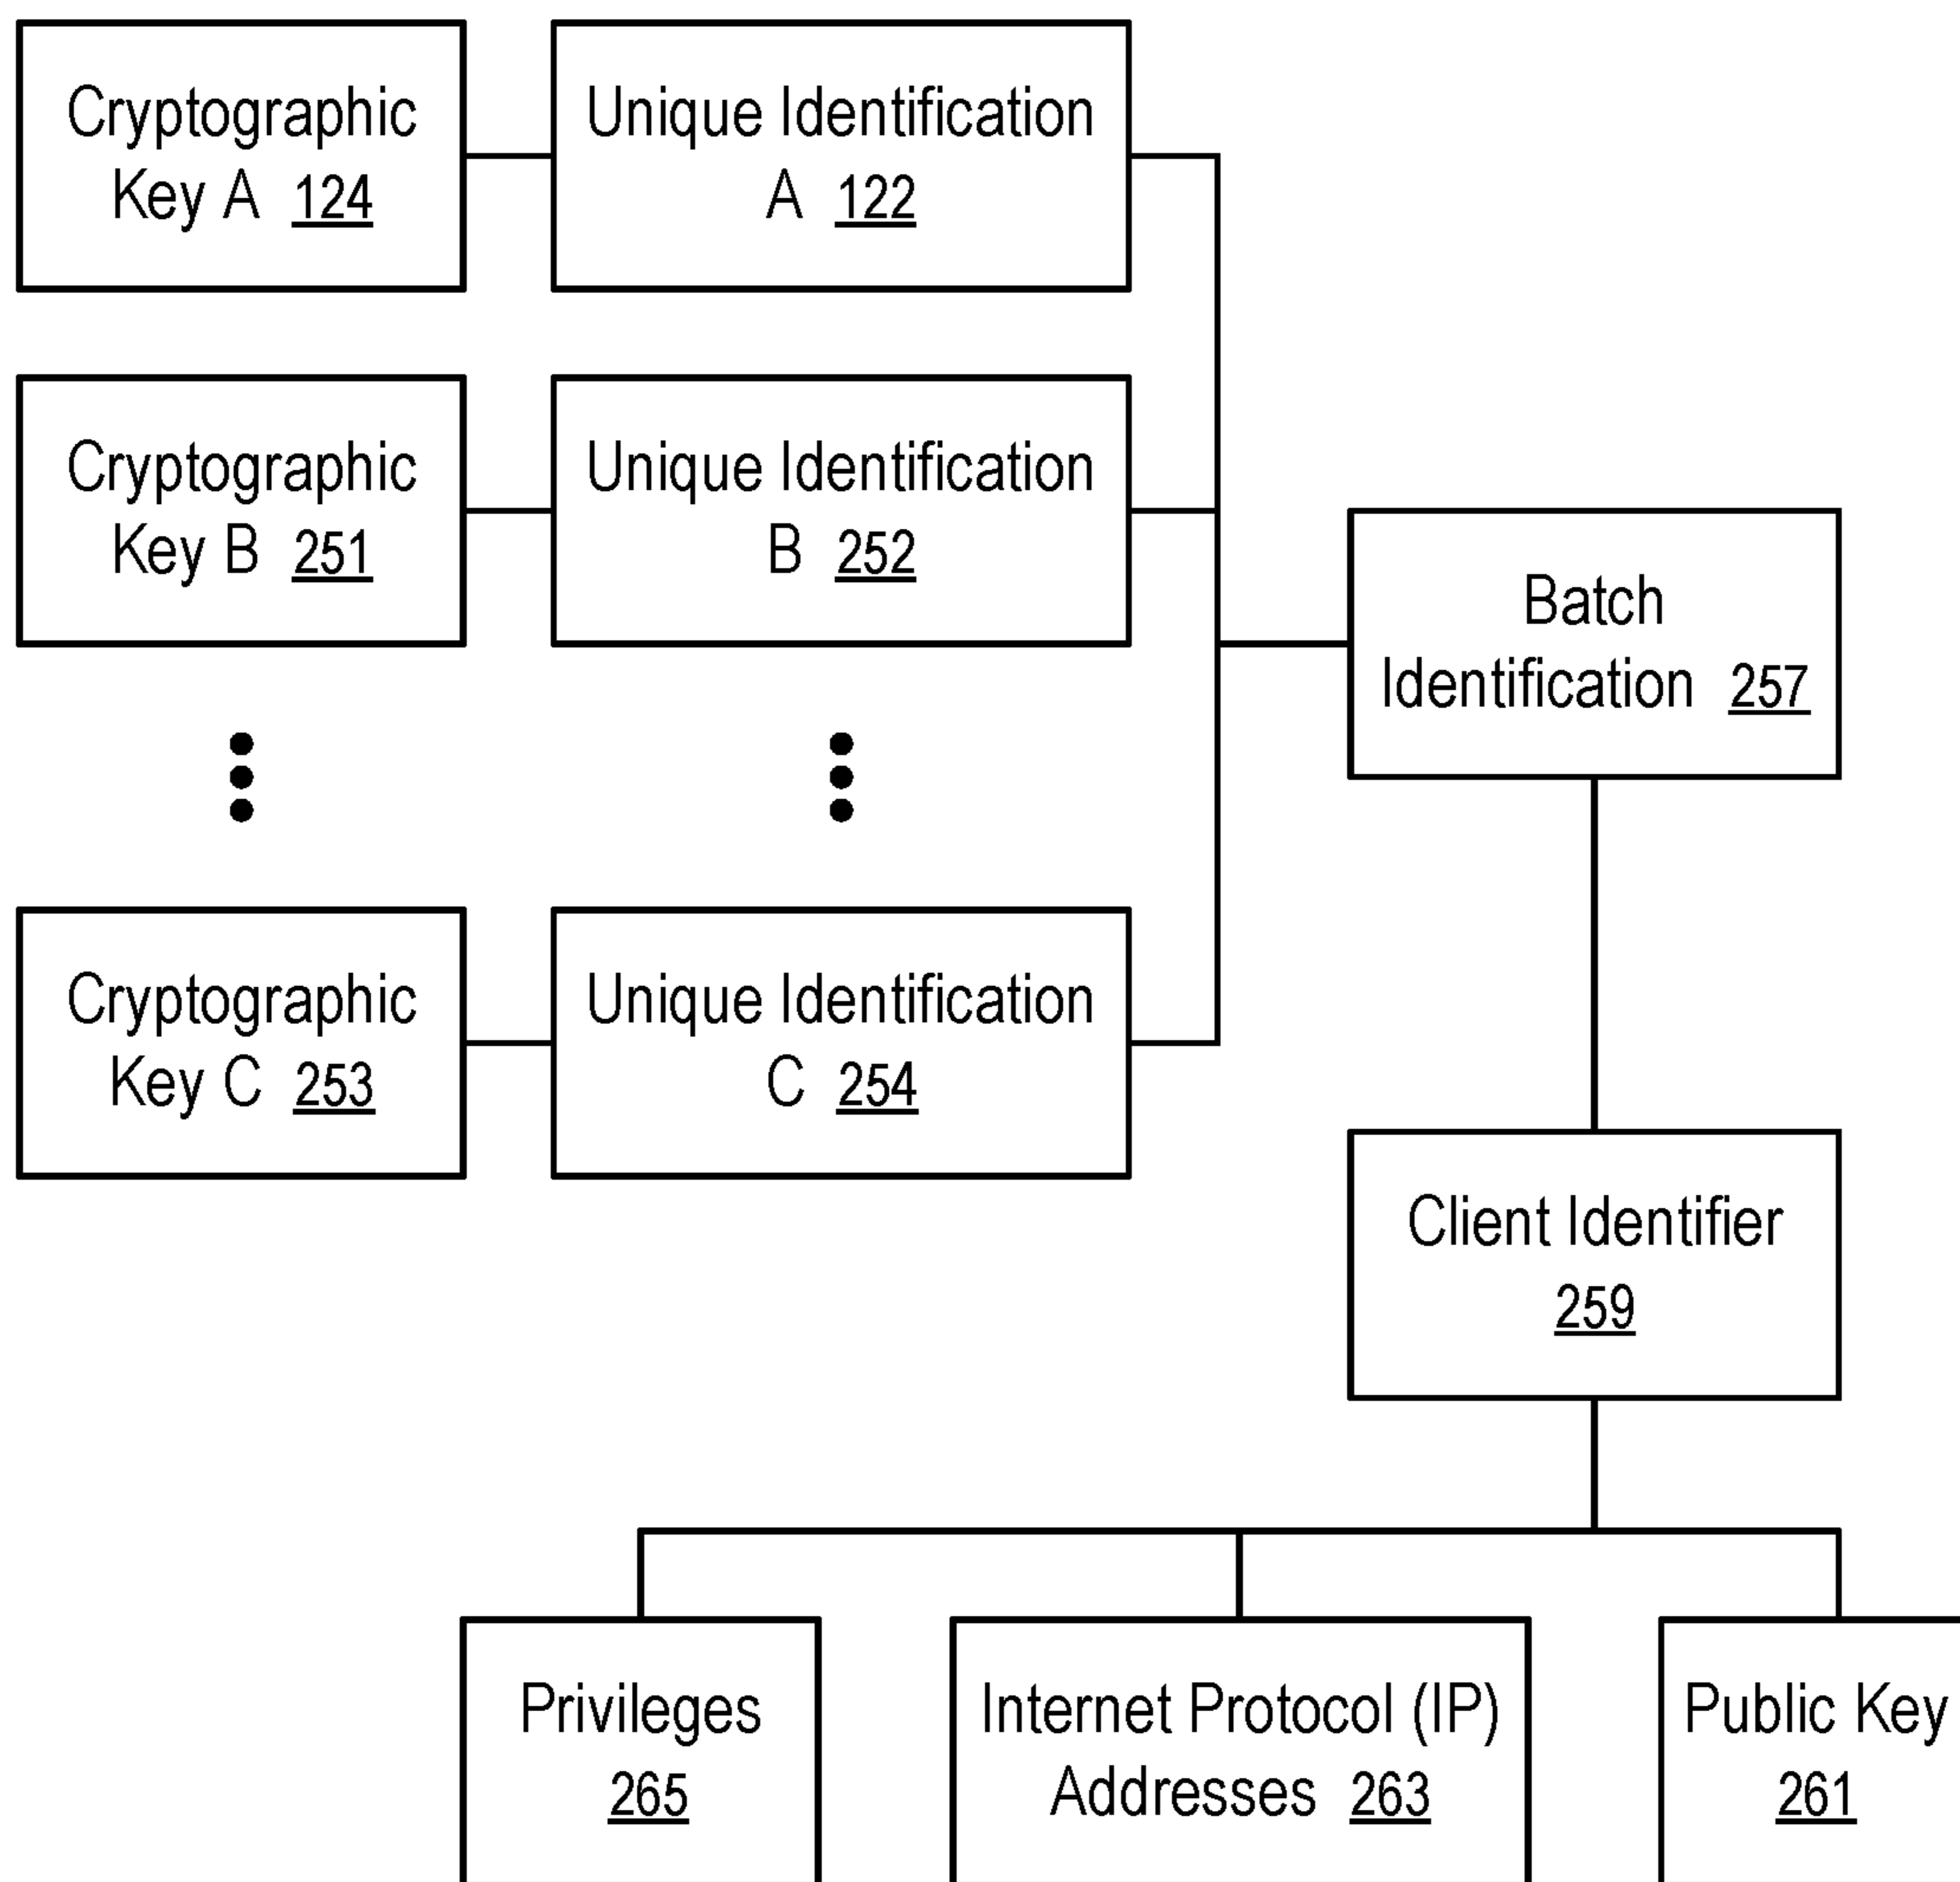 Cryptographic
Key A 124
Unique Identification
A 122
Cryptographic
Key B 251
Unique Identification
B 252
Batch
Identification 257
Cryptographic
Key C 253
Unique Identification
C 254
Client Identifier
259
Privileges
265
Internet Protocol (IP)
Addresses 263
Public Key
261